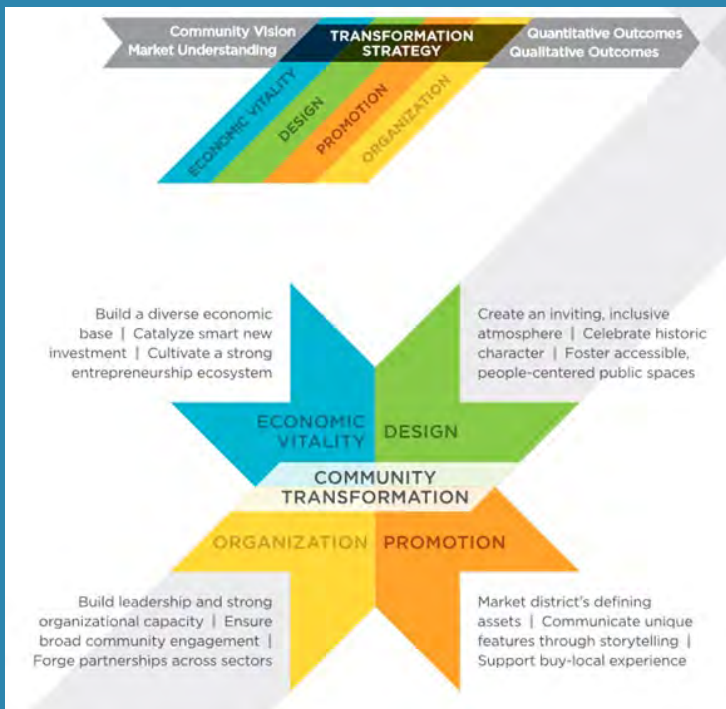 Community Vision
Market Understanding
TRANSFORMATION
STRATEGY
Quantitative Outcomes
Qualitative Outcomes
ECONOMIC VITALITY
DESIGN
PROMOTION
ORGANIZATION
Build a diverse economic
base | Catalyze smart new
investment | Cultivate a strong
entrepreneurship ecosystem
Create an inviting, inclusive
atmosphere | Celebrate historic
character | Foster accessible,
people-centered public spaces
ECONOMIC
VITALITY
DESIGN
COMMUNITY
TRANSFORMATION
ORGANIZATION
PROMOTION
Build leadership and strong
organizational capacity | Ensure
broad community engagement |
Forge partnerships across sectors
Market district's defining
assets | Communicate unique
features through storytelling |
Support buy-local experience